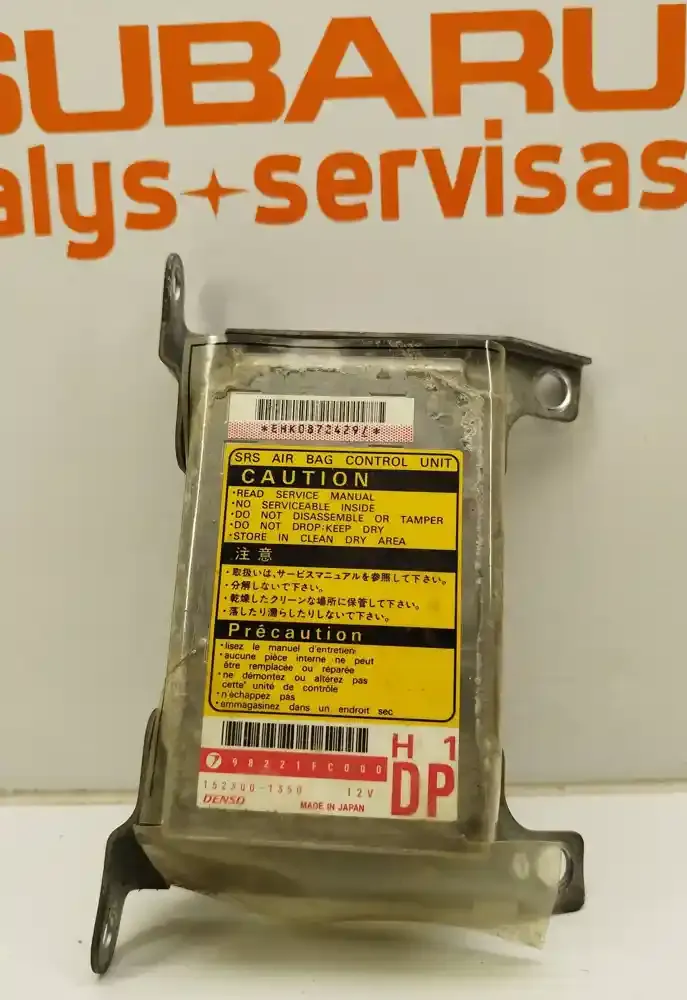 SUBARU
alys servisas
*EHKD8724297*
SRS AIR BAG CONTROL UNIT
CAUTION
・READ SERVICE MANUAL
・NO SERVICEABLE INSIDE
・DO NOT DISASSEMBLE OR TAMPER
・DO NOT DROP:KEEP DRY
・STORE IN CLEAN DRY AREA
注意
・取扱いは、サービスマニュアルを参照して下さい。
・分解しないで下さい。
・乾燥したクリーンな場所に保管して下さい。
・落したり濡らしたりしないで下さい。
Précaution
・lisez le manuel d'entretien:
・aucune pièce interne ne peut
être remplacée ou réparée
・ne démontez ou altérez pas
cette" unité de contrôle
・n'échappez pas
・emmagasinez dans un endroit sec
H 1
98221FC000
DP
152300-1350 12V
DENSO MADE IN JAPAN